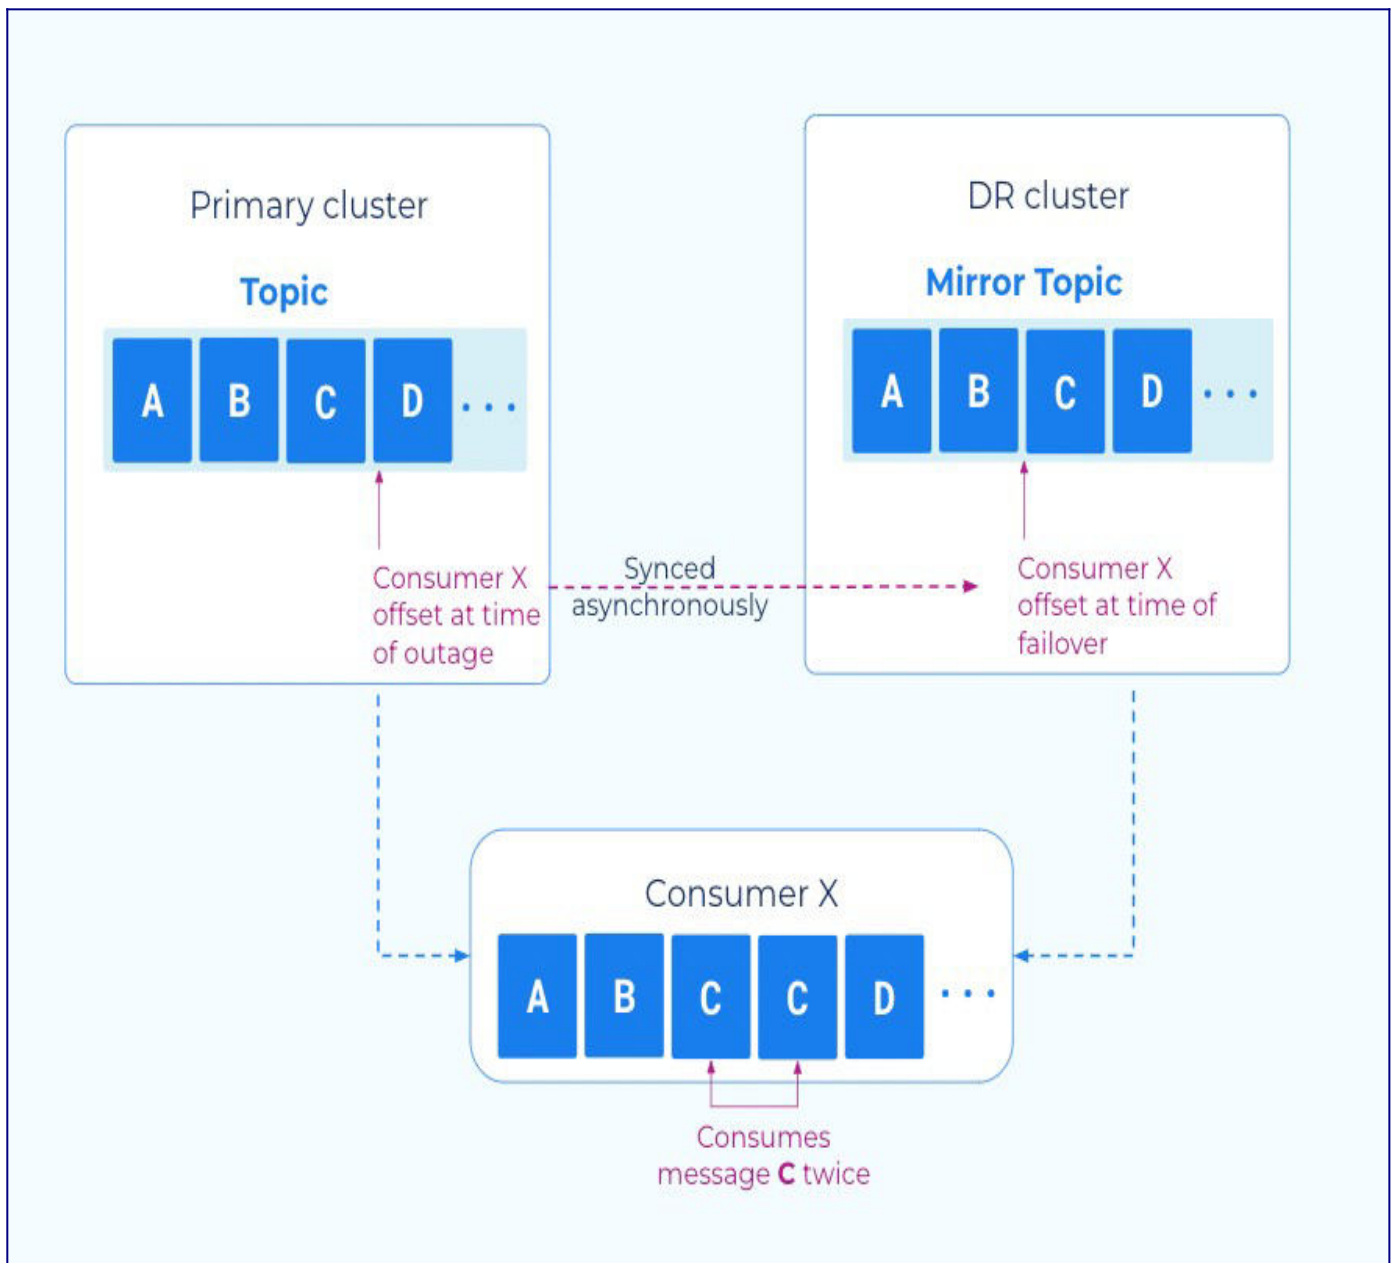 Primary cluster
Topic
A B C D ...
Consumer X
offset at time
of outage
Synced
asynchronously
DR cluster
Mirror Topic
A B C D ...
Consumer X
offset at time of
failover
Consumer X
A B C C D ...
Consumes
message C twice